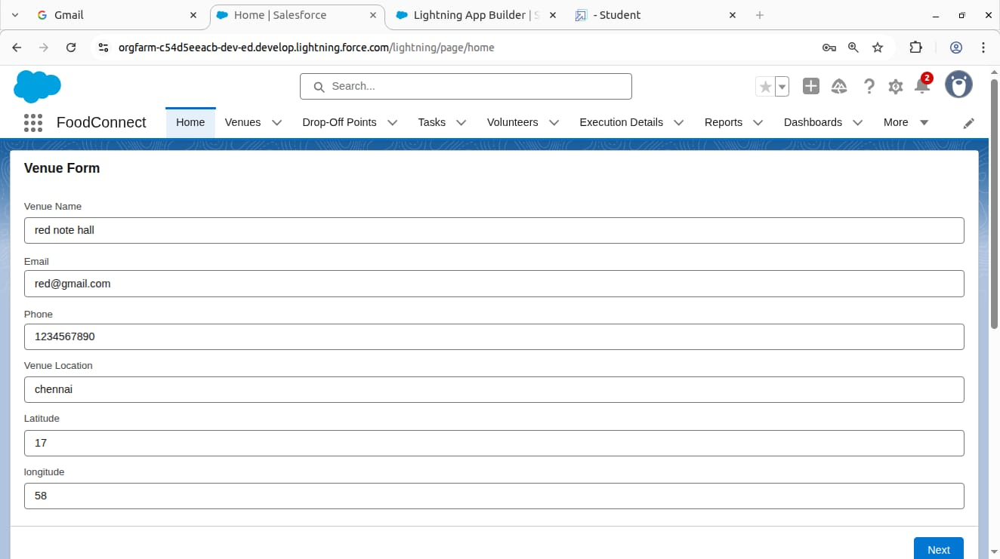 Gmail
Home | Salesforce
Lightning App Builder | S
- Student
orgfarm-c54d5eeacb-dev-ed.develop.lightning.force.com/lightning/page/home
Search...
2
FoodConnect
Home
Venues
Drop-Off Points
Tasks
Volunteers
Execution Details
Reports
Dashboards
More
Venue Form
Venue Name
red note hall
Email
red@gmail.com
Phone
1234567890
Venue Location
chennai
Latitude
17
longitude
58
Next